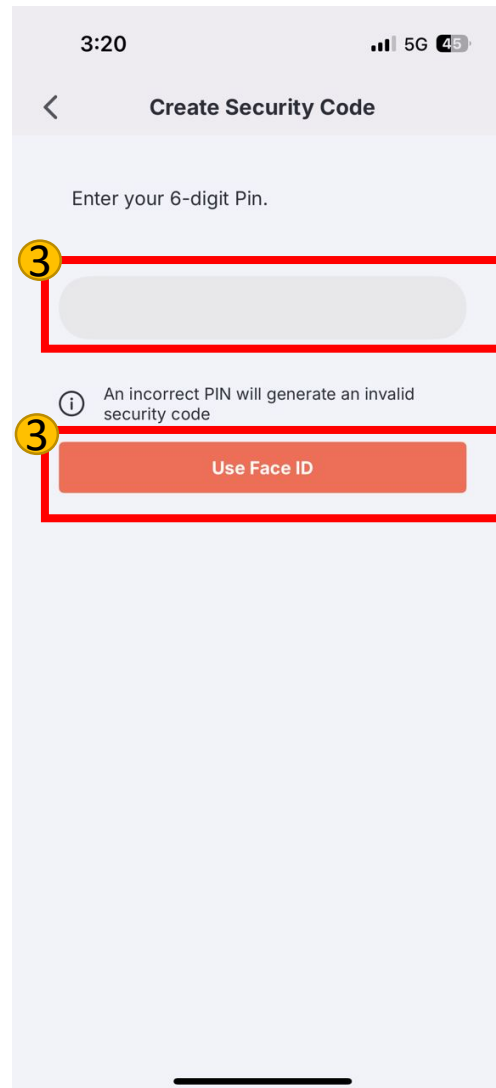 3:20 5G 45
Create Security Code
Enter your 6-digit Pin.
3
An incorrect PIN will generate an invalid
security code
3
Use Face ID